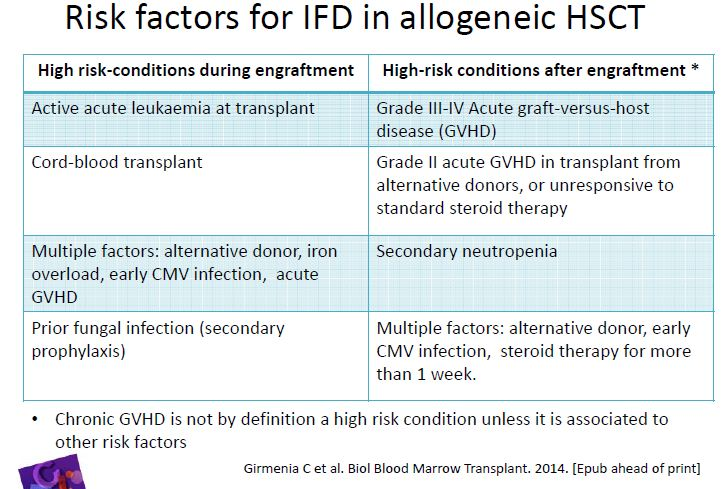 Risk factors for IFD in allogeneic HSCT
High risk-conditions during engraftment
High-risk conditions after engraftment *
Active acute leukaemia at transplant
Grade III-IV Acute graft-versus-host
disease (GVHD)
Cord-blood transplant
Grade II acute GVHD in transplant from
alternative donors, or unresponsive to
standard steroid therapy
Multiple factors: alternative donor, iron
overload, early CMV infection, acute
GVHD
Secondary neutropenia
Prior fungal infection (secondary
prophylaxis)
Multiple factors: alternative donor, early
CMV infection, steroid therapy for more
than 1 week.
• Chronic GVHD is not by definition a high risk condition unless it is associated to
other risk factors
Girmenia C et al. Biol Blood Marrow Transplant. 2014. [Epub ahead of print]